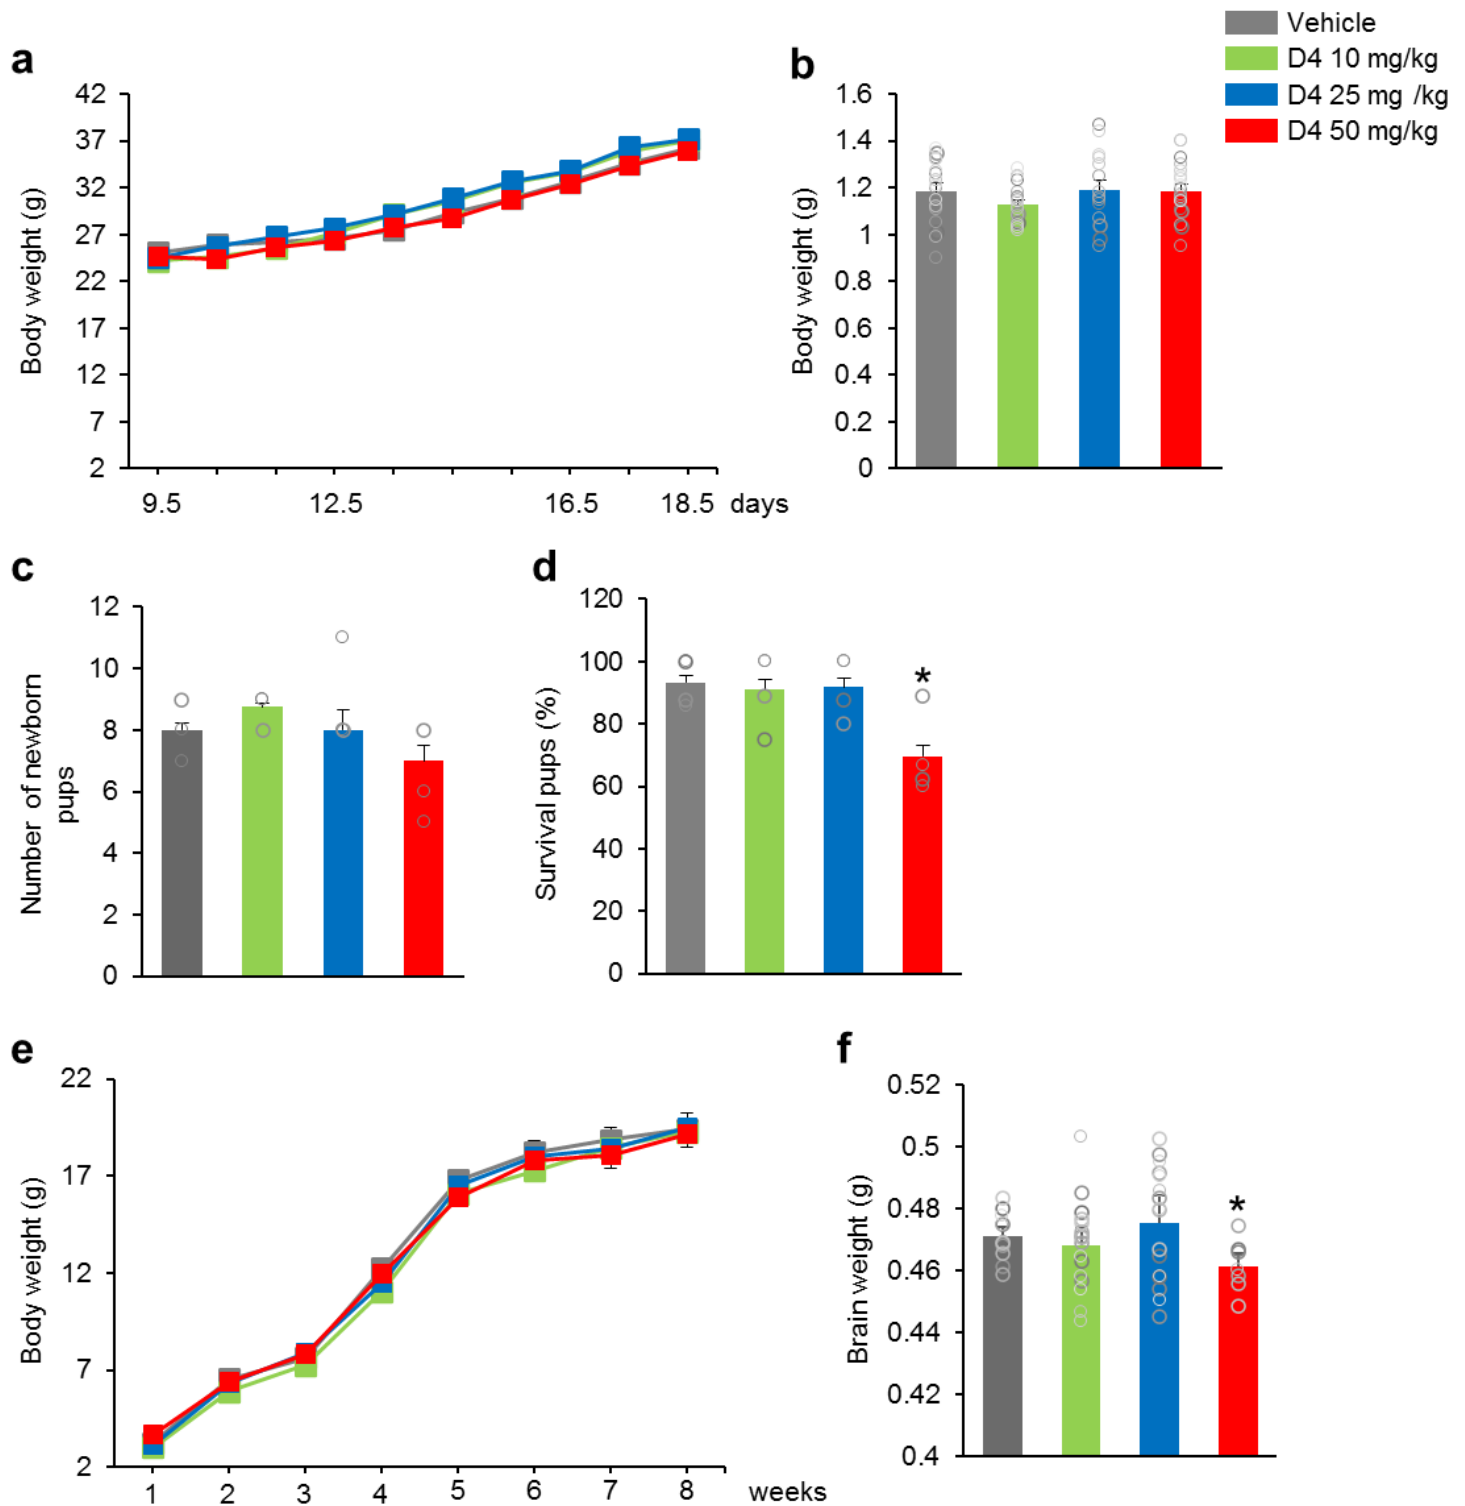 Vehicle
D4 10 mg/kg
D4 25 mg /kg
D4 50 mg/kg
a
Body weight (g)
42
37
32
27
22
17
12
7
2
9.5 12.5 16.5 18.5 days
b
Body weight (g)
1.6
1.4
1.2
1
0.8
0.6
0.4
0.2
0
c
Number of newborn
pups
12
10
8
6
4
2
0
d
Survival pups (%)
120
100
80
60
40
20
0
*
e
Body weight (g)
22
17
12
7
2
1 2 3 4 5 6 7 8 weeks
f
Brain weight (g)
0.52
0.5
0.48
0.46
0.44
0.42
0.4
*